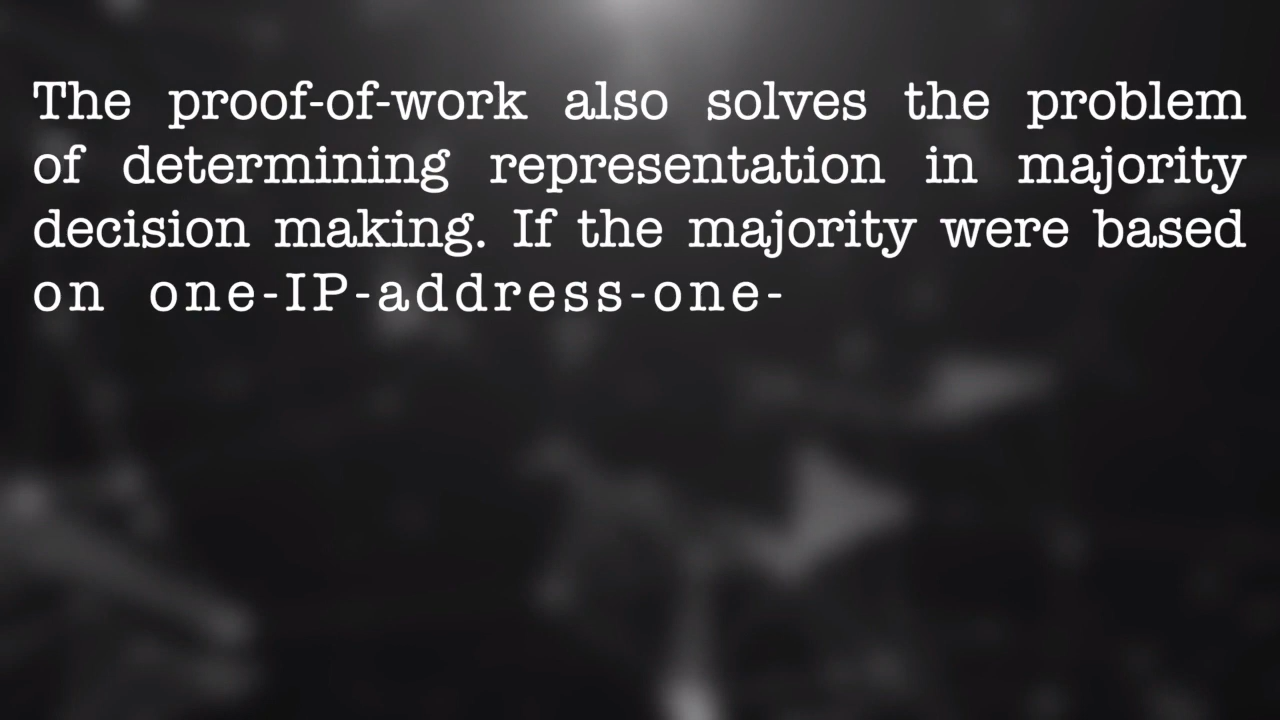 The proof-of-work also solves the problem
of determining representation in majority
decision making. If the majority were based
on one-IP-address-one-